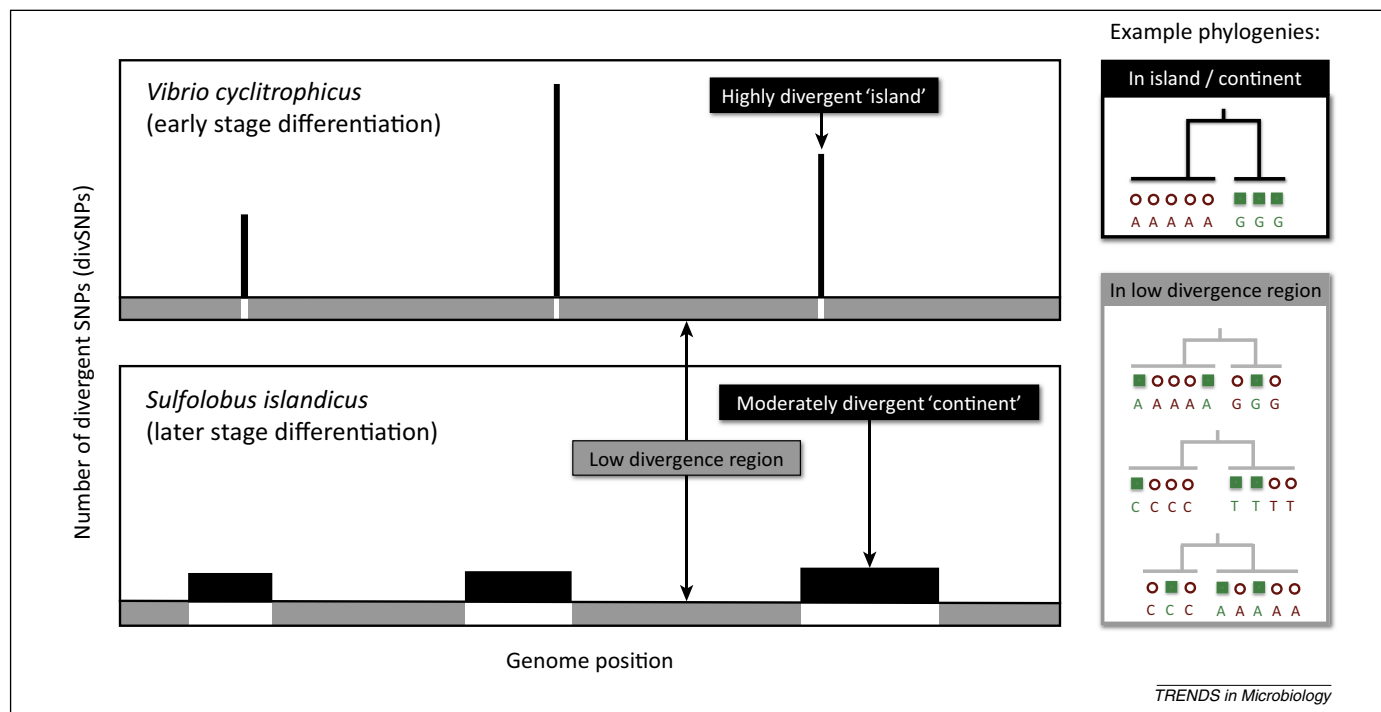 Example phylogenies:
Vibrio cyclitrophicus
(early stage differentiation)
Highly divergent ‘island’
Number of divergent SNPs (divSNPs)
Sulfolobus islandicus
(later stage differentiation)
Moderately divergent ‘continent’
Low divergence region
Genome position
In island / continent
A A A A A G G G
In low divergence region
A A A A A G G G
C C C C T T T T
C C C A A A A A
TRENDS in Microbiology